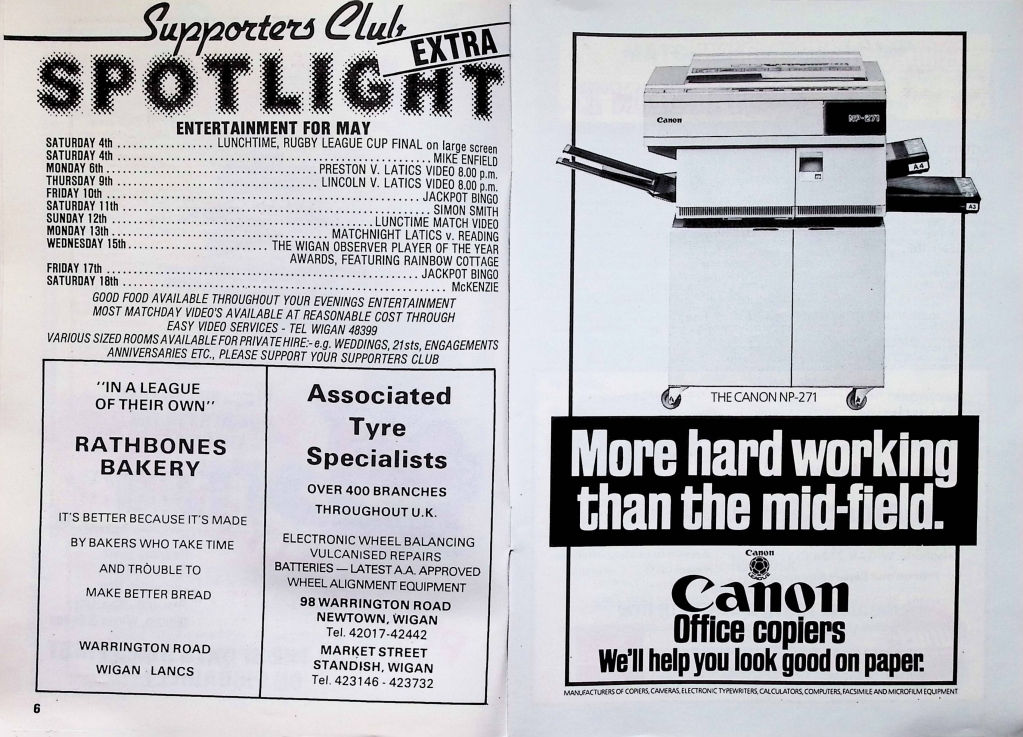 Supporters Club
EXTRA
SPOTLIGHT
ENTERTAINMENT FOR MAY
SATURDAY 4th ........................ LUNCHTIME, RUGBY LEAGUE CUP FINAL on large screen
SATURDAY 4th ........................ MIKE ENFIELD
MONDAY 6th ........................ PRESTON V. LATICS VIDEO 8.00 p.m.
THURSDAY 9th ........................ LINCOLN V. LATICS VIDEO 8.00 p.m.
FRIDAY 10th ........................ JACKPOT BINGO
SATURDAY 11th ........................ SIMON SMITH
SUNDAY 12th ........................ LUNCTIME MATCH VIDEO
MONDAY 13th ........................ MATCHNIGHT LATICS v. READING
WEDNESDAY 15th ........................ THE WIGAN OBSERVER PLAYER OF THE YEAR
AWARDS, FEATURING RAINBOW COTTAGE
FRIDAY 17th ........................ JACKPOT BINGO
SATURDAY 18th ........................ McKENZIE
GOOD FOOD AVAILABLE THROUGHOUT YOUR EVENINGS ENTERTAINMENT
MOST MATCHDAY VIDEO'S AVAILABLE AT REASONABLE COST THROUGH
EASY VIDEO SERVICES - TEL WIGAN 48399
VARIOUS SIZED ROOMS AVAILABLE FOR PRIVATE HIRE:- e.g. WEDDINGS, 21sts, ENGAGEMENTS
ANNIVERSARIES ETC., PLEASE SUPPORT YOUR SUPPORTERS CLUB
"IN A LEAGUE
OF THEIR OWN"
RATHBONES
BAKERY
IT'S BETTER BECAUSE IT'S MADE
BY BAKERS WHO TAKE TIME
AND TROUBLE TO
MAKE BETTER BREAD
WARRINGTON ROAD
WIGAN LANCS
Associated
Tyre
Specialists
OVER 400 BRANCHES
THROUGHOUT U.K.
ELECTRONIC WHEEL BALANCING
VULCANISED REPAIRS
BATTERIES — LATEST A.A. APPROVED
WHEEL ALIGNMENT EQUIPMENT
98 WARRINGTON ROAD
NEWTOWN, WIGAN
Tel. 42017-42442
MARKET STREET
STANDISH, WIGAN
Tel. 423146 - 423732
6
Canon
NP-271
A4
A3
THE CANON NP-271
More hard working
than the mid-field.
Canon
Canon
Office copiers
We'll help you look good on paper.
MANUFACTURERS OF COPIERS, CAMERAS, ELECTRONIC TYPEWRITERS, CALCULATORS, COMPUTERS, FACSIMILE AND MICROFILM EQUIPMENT